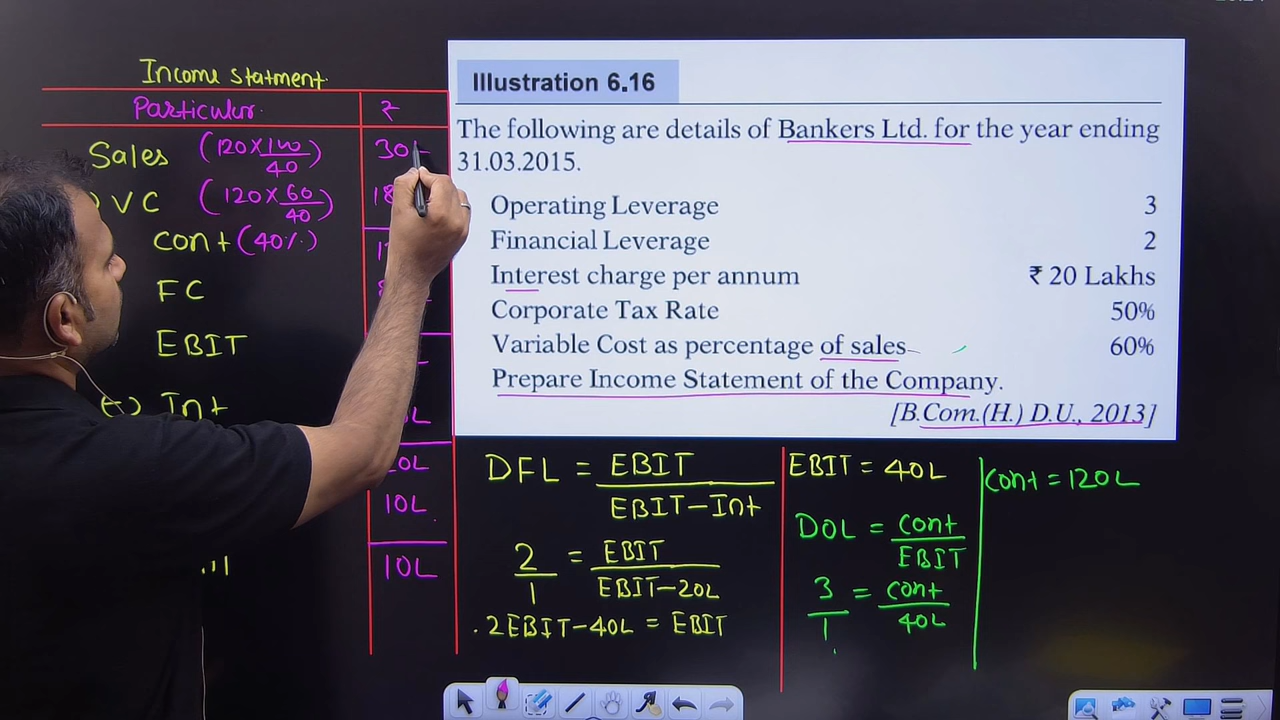 Income statment
Particular. ₹
Sales (120×100/40) 30
VC (120×60/40) 18
Cont (40%)
FC
EBIT
(-) Int
10L
10L
Illustration 6.16
The following are details of Bankers Ltd. for the year ending
31.03.2015.
Operating Leverage 3
Financial Leverage 2
Interest charge per annum ₹ 20 Lakhs
Corporate Tax Rate 50%
Variable Cost as percentage of sales 60%
Prepare Income Statement of the Company.
[B.Com.(H.) D.U., 2013]
DFL = EBIT
EBIT-Int
2/1 = EBIT
EBIT-20L
2EBIT-40L = EBIT
EBIT = 40L
DOL = Cont
EBIT
3/1 = Cont
40L
Cont = 120L